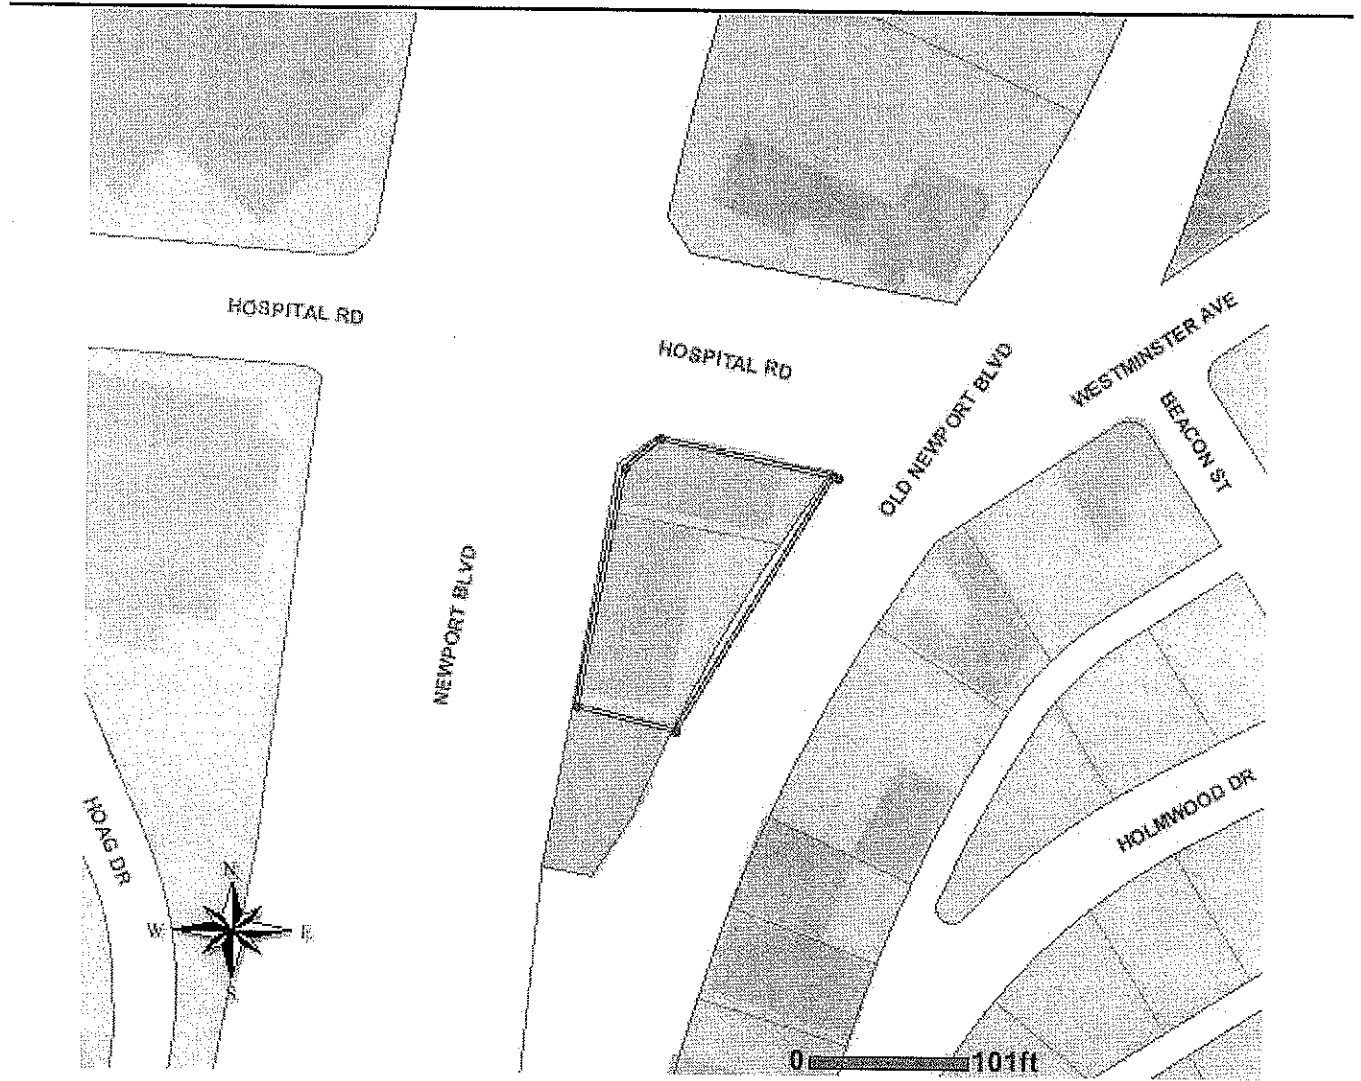 HOSPITAL RD
HOSPITAL RD
WESTMINSTER AVE
OLD NEWPORT BLVD
BEACON ST
NEWPORT BLVD
HOAG DR
HOLMWOOD DR
N
W E
S
0 101ft